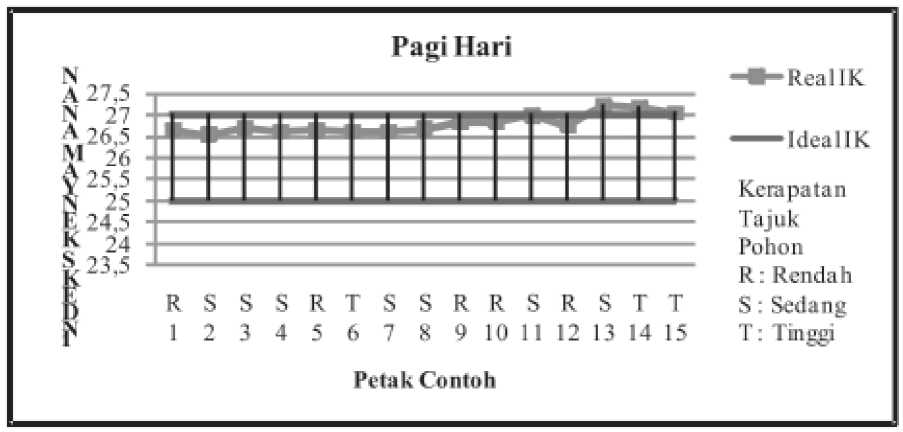 Pagi Hari
INDEKS KENYAMANAN
27,5
27
26,5
26
25,5
25
24,5
24
23,5
R S S S R T S S R R S R S T T
1 2 3 4 5 6 7 8 9 10 11 12 13 14 15
Petak Contoh
RealIK
IdealIK
Kerapatan
Tajuk
Pohon
R : Rendah
S : Sedang
T : Tinggi